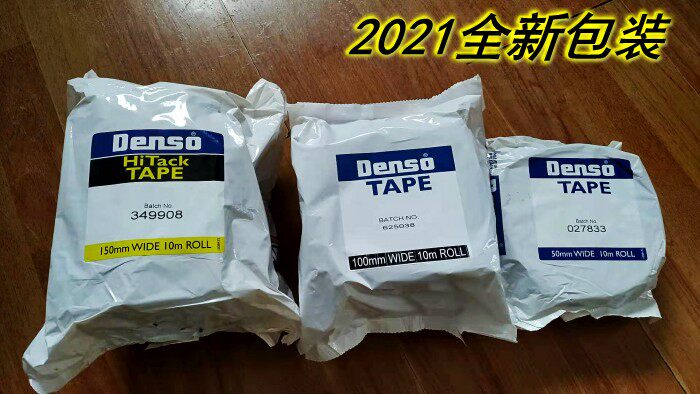 2021全新包装
Denso
HiTack
TAPE
Batch No.
349908
150mm WIDE 10m ROLL
Denso
TAPE
BATCH NO.
625038
100mm WIDE 10m ROLL
Denso
TAPE
Batch No.
027833
50mm WIDE 10m ROLL